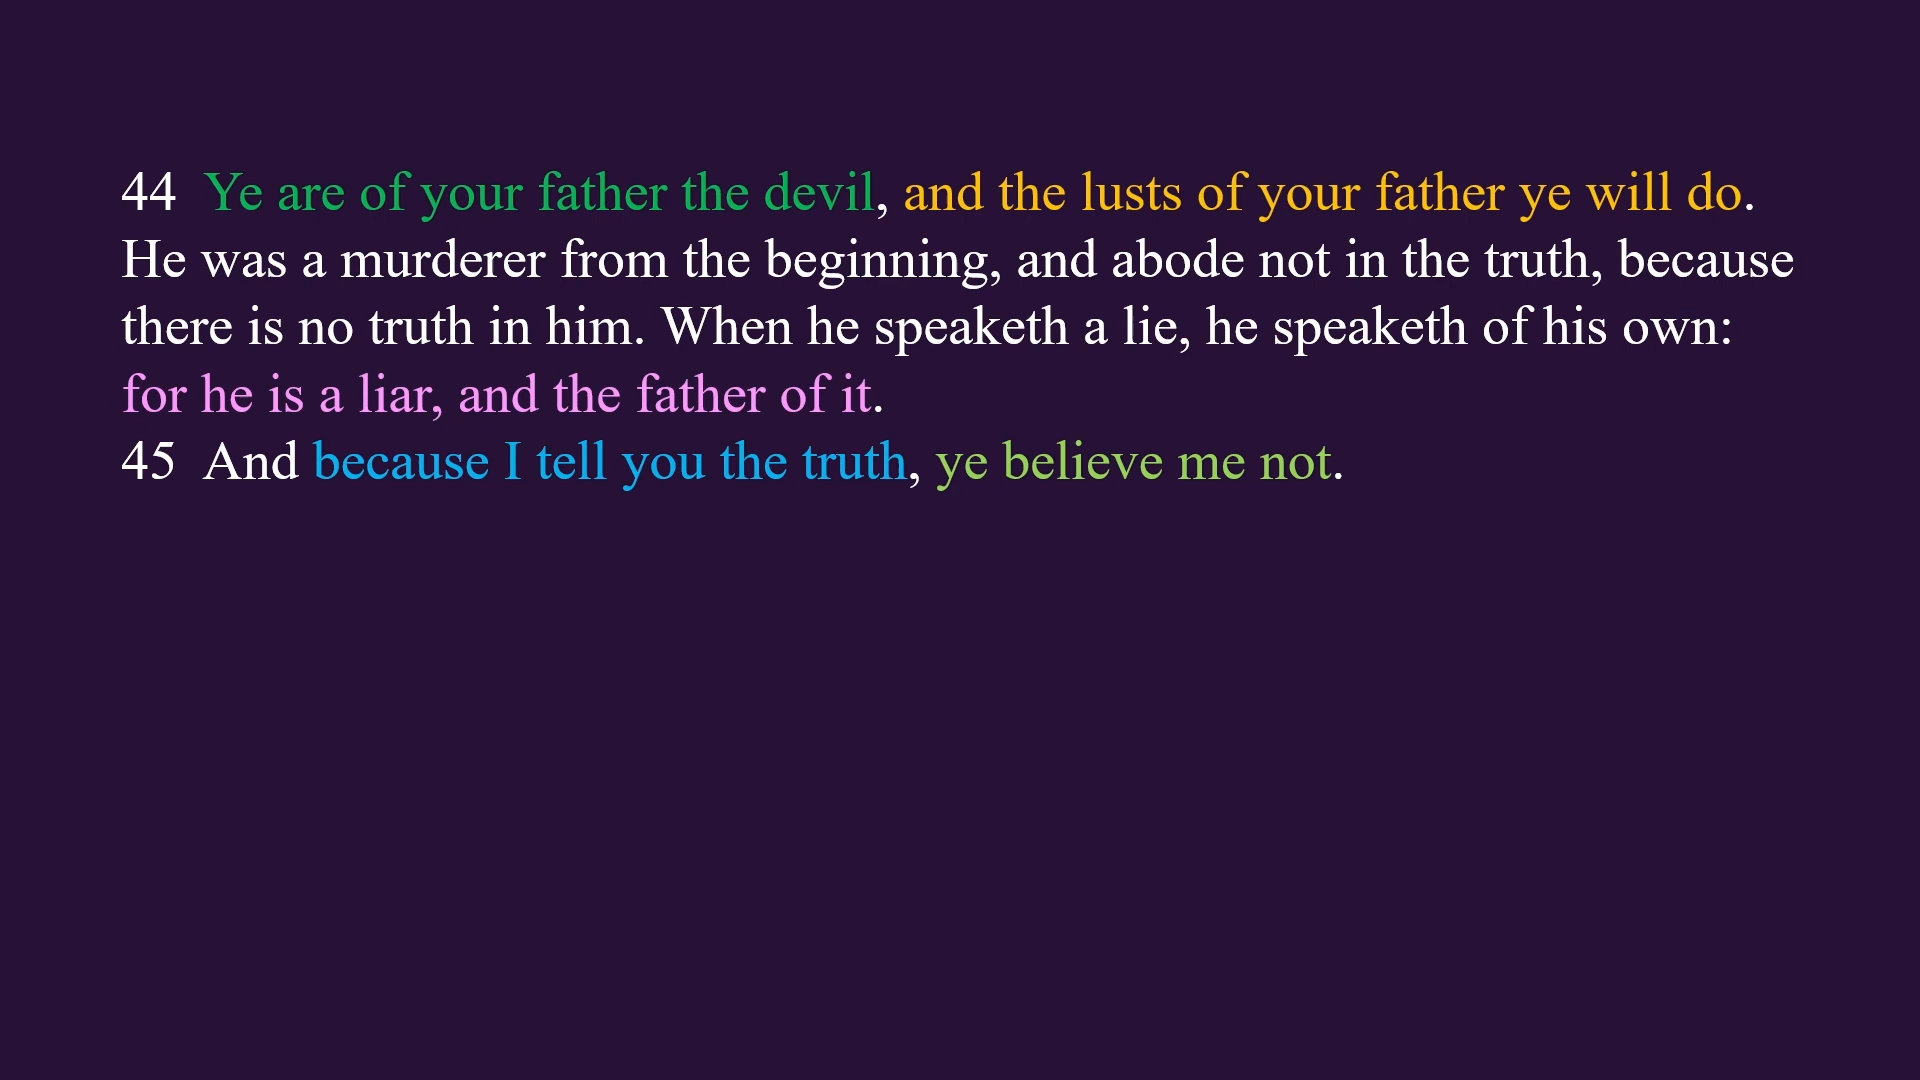 44  Ye are of your father the devil, and the lusts of your father ye will do.
He was a murderer from the beginning, and abode not in the truth, because
there is no truth in him. When he speaketh a lie, he speaketh of his own:
for he is a liar, and the father of it.
45  And because I tell you the truth, ye believe me not.